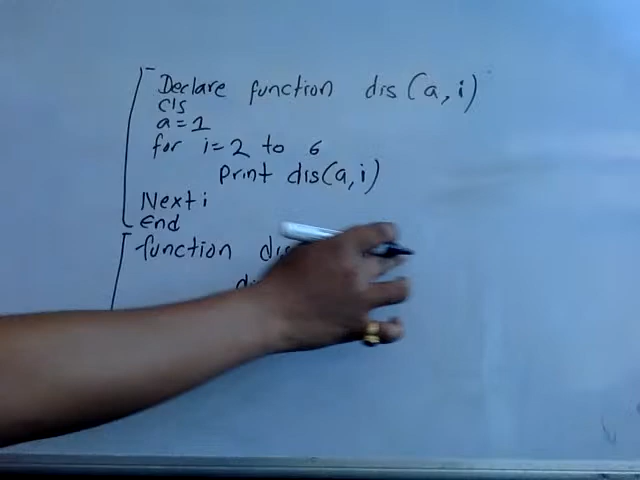 Declare function dis (a, i)
cls
a = 1
for i = 2 to 6
Print dis(a, i)
Next i
End
function